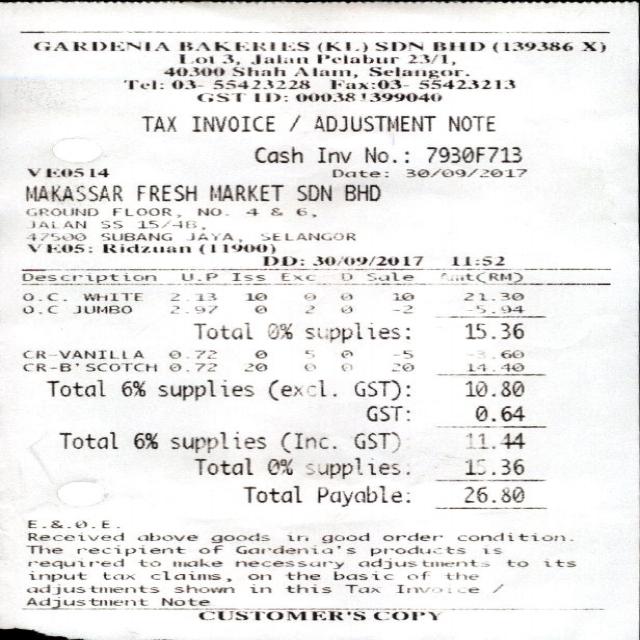 GARDENIA BAKERIES (KL) SDN BHD (139386 X)
Lot 3, Jalan Pelabur 23/1,
40300 Shah Alam, Selangor.
Tel: 03- 55423228 Fax:03- 55423213
GST ID: 000381399040
TAX INVOICE / ADJUSTMENT NOTE
Cash Inv No.: 7930F713
VE0514 Date: 30/09/2017
MAKASSAR FRESH MARKET SDN BHD
GROUND FLOOR, NO. 4 & 6,
JALAN SS 15/4B,
47500 SUBANG JAYA, SELANGOR
VE05: Ridzuan (11900)
DD: 30/09/2017 11:52
Description U.P Iss Exc D Sale Amt(RM)
O.C. WHITE 2.13 10 0 0 10 21.30
O.C JUMBO 2.97 0 2 0 -2 -5.94
Total 0% supplies: 15.36
CR-VANILLA 0.72 0 5 0 -5 -3.60
CR-B'SCOTCH 0.72 20 0 0 20 14.40
Total 6% supplies (excl. GST): 10.80
GST: 0.64
Total 6% supplies (Inc. GST) 11.44
Total 0% supplies: 15.36
Total Payable: 26.80
E.&.O.E.
Received above goods in good order condition.
The recipient of Gardenia's products is
required to make necessary adjustments to its
input tax claims, on the basic of the
adjustments shown in this Tax Invoice /
Adjustment Note
CUSTOMER'S COPY